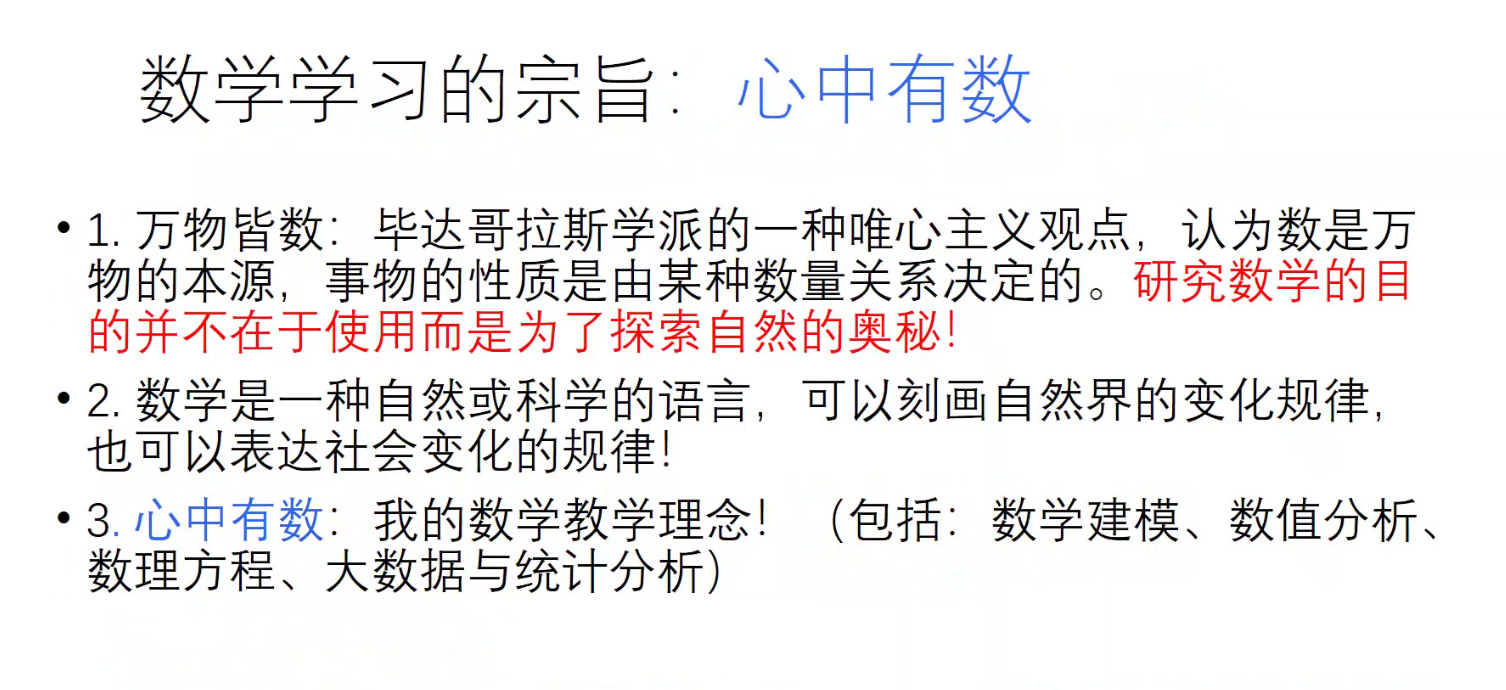 数学学习的宗旨：心中有数
• 1. 万物皆数：毕达哥拉斯学派的一种唯心主义观点，认为数是万
物的本源，事物的性质是由某种数量关系决定的。研究数学的目
的并不在于使用而是为了探索自然的奥秘！
• 2. 数学是一种自然或科学的语言，可以刻画自然界的变化规律，
也可以表达社会变化的规律！
• 3. 心中有数：我的数学教学理念！（包括：数学建模、数值分析、
数理方程、大数据与统计分析）